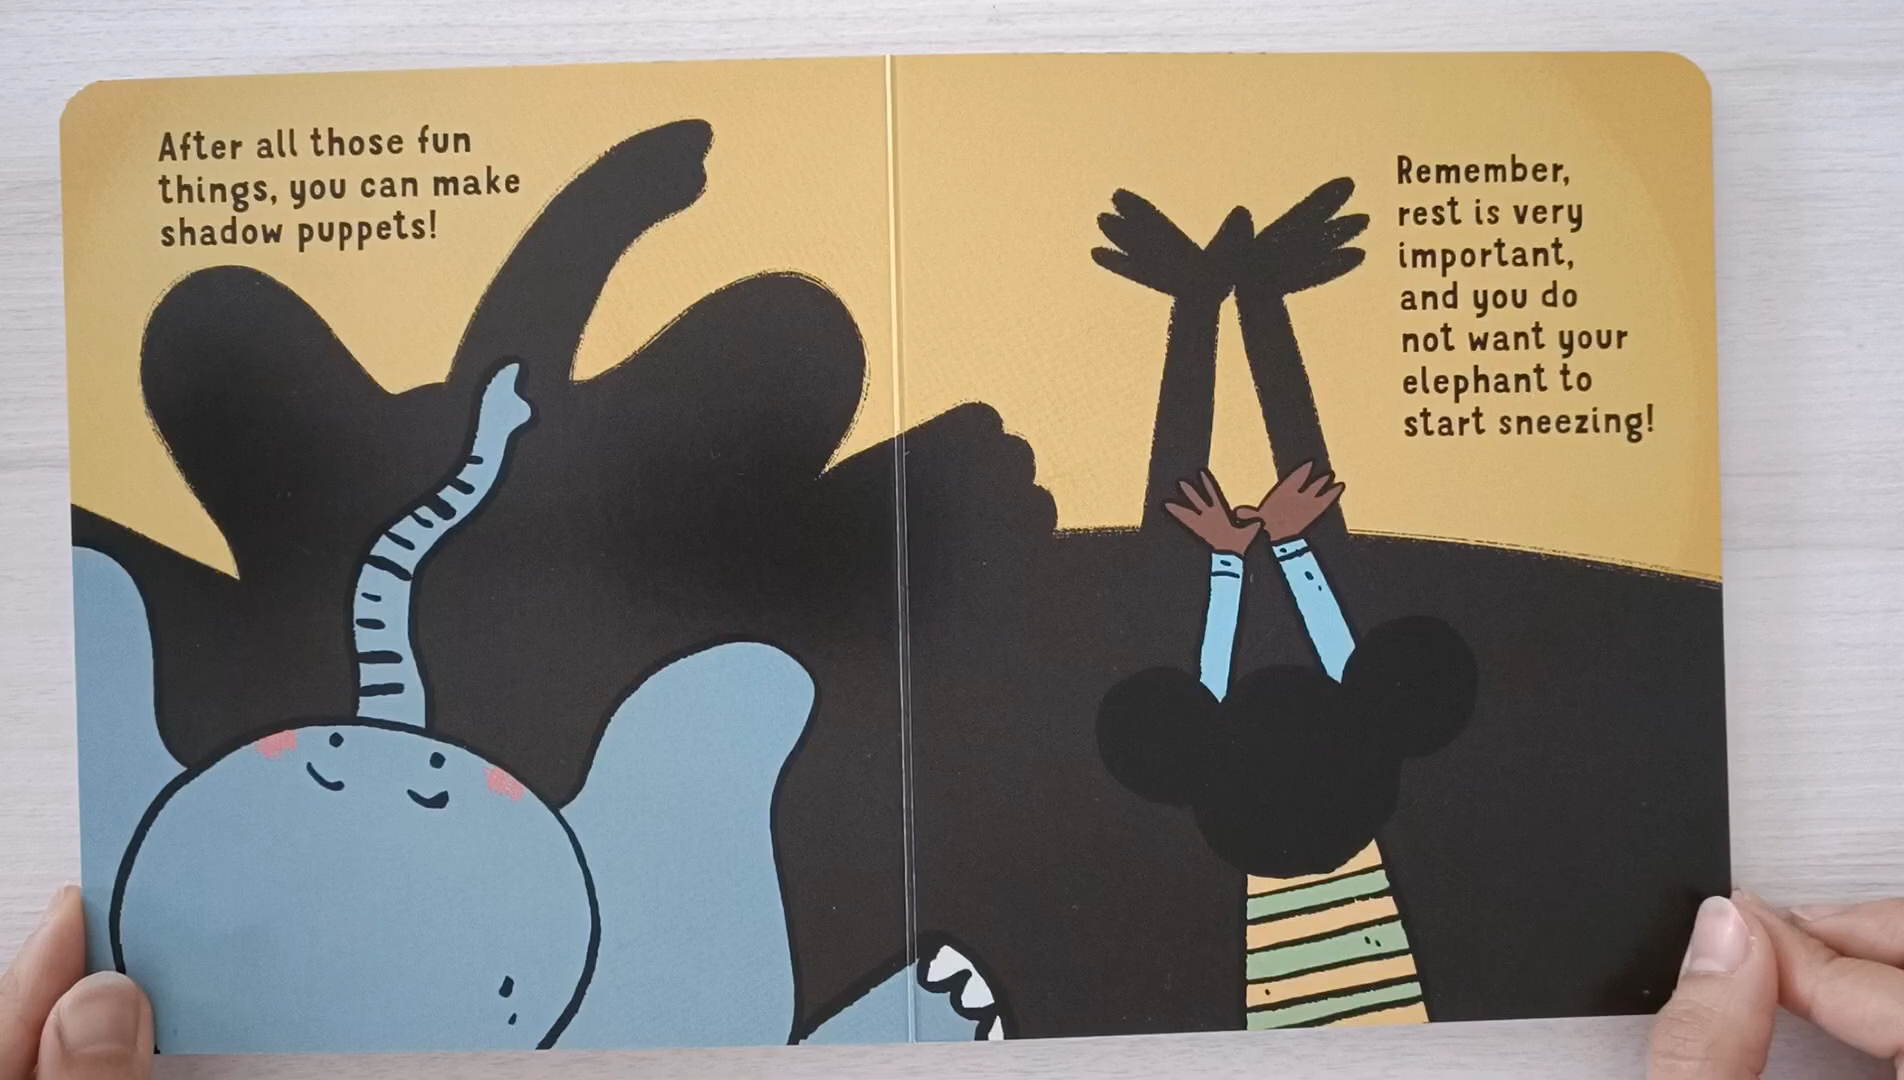 After all those fun
things, you can make
shadow puppets!
Remember,
rest is very
important,
and you do
not want your
elephant to
start sneezing!